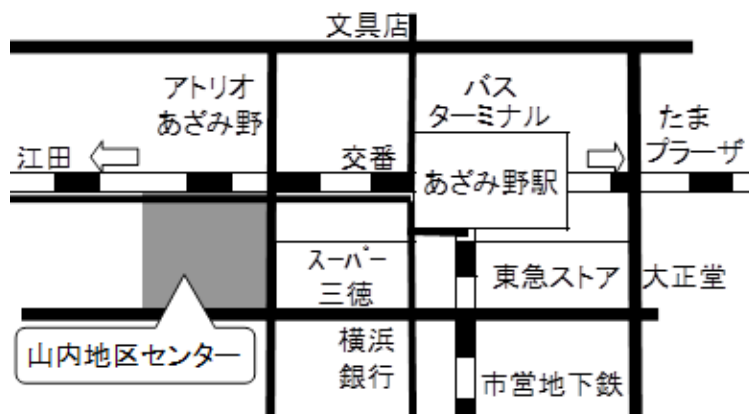 文具店
アトリオ
あざみ野
バス
ターミナル
たま
プラーザ
江田
交番
あざみ野駅
スーパー
三徳
東急ストア
大正堂
山内地区センター
横浜
銀行
市営地下鉄